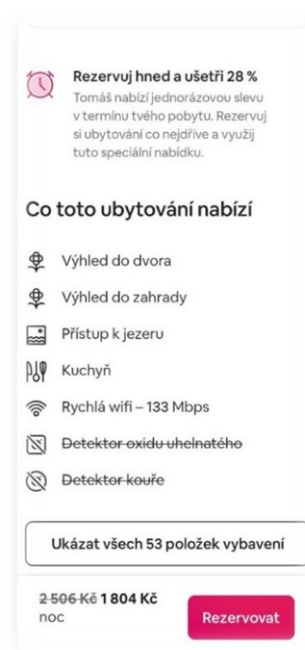 Rezervuj hned a ušetři 28 %
Tomáš nabízí jednorázovou slevu
v termínu tvého pobytu. Rezervuj
si ubytování co nejdříve a využij
tuto speciální nabídku.
Co toto ubytování nabízí
Výhled do dvora
Výhled do zahrady
Přístup k jezeru
Kuchyň
Rychlá wifi – 133 Mbps
Detektor oxidu uhelnatého
Detektor kouře
Ukázat všech 53 položek vybavení
2 506 Kč 1 804 Kč
noc
Rezervovat